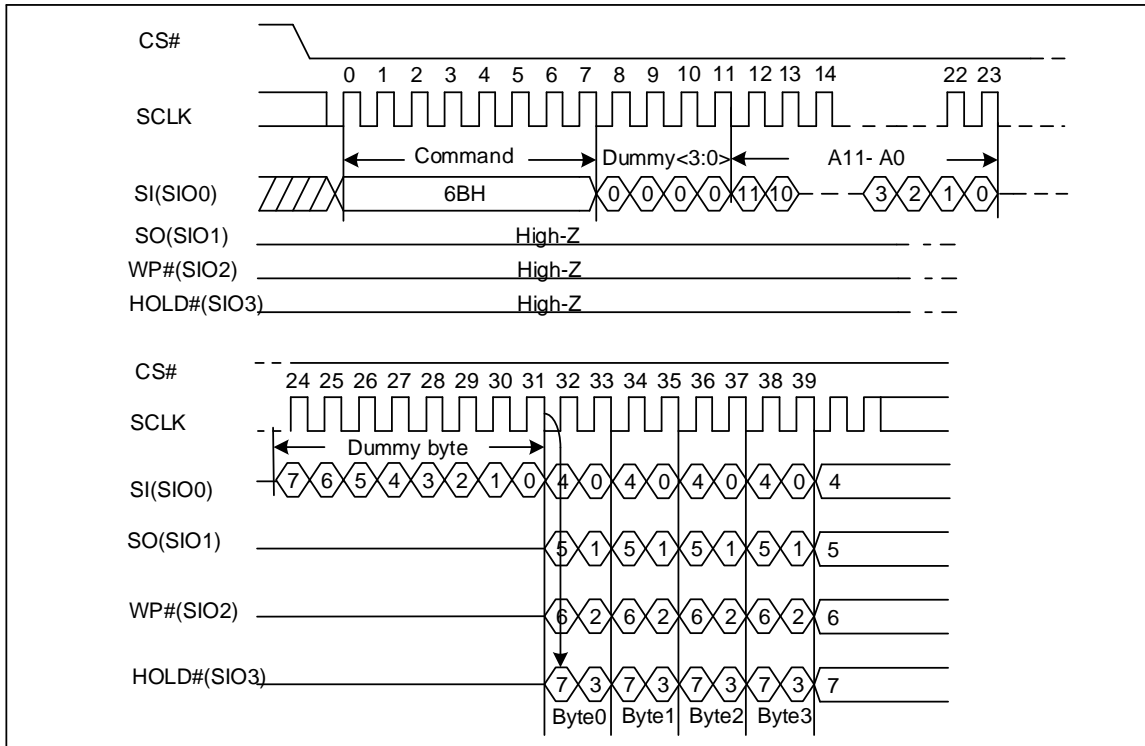 CS#
0 1 2 3 4 5 6 7 8 9 10 11 12 13 14 22 23
SCLK
Command Dummy<3:0> A11- A0
SI(SIO0) 6BH 0 0 0 0 11 10 3 2 1 0
SO(SIO1) High-Z
WP#(SIO2) High-Z
HOLD#(SIO3) High-Z
CS#
24 25 26 27 28 29 30 31 32 33 34 35 36 37 38 39
SCLK
Dummy byte
SI(SIO0) 7 6 5 4 3 2 1 0 4 0 4 0 4 0 4 0 4
SO(SIO1) 5 1 5 1 5 1 5 1 5
WP#(SIO2) 6 2 6 2 6 2 6 2 6
HOLD#(SIO3) 7 3 7 3 7 3 7 3 7
Byte0 Byte1 Byte2 Byte3